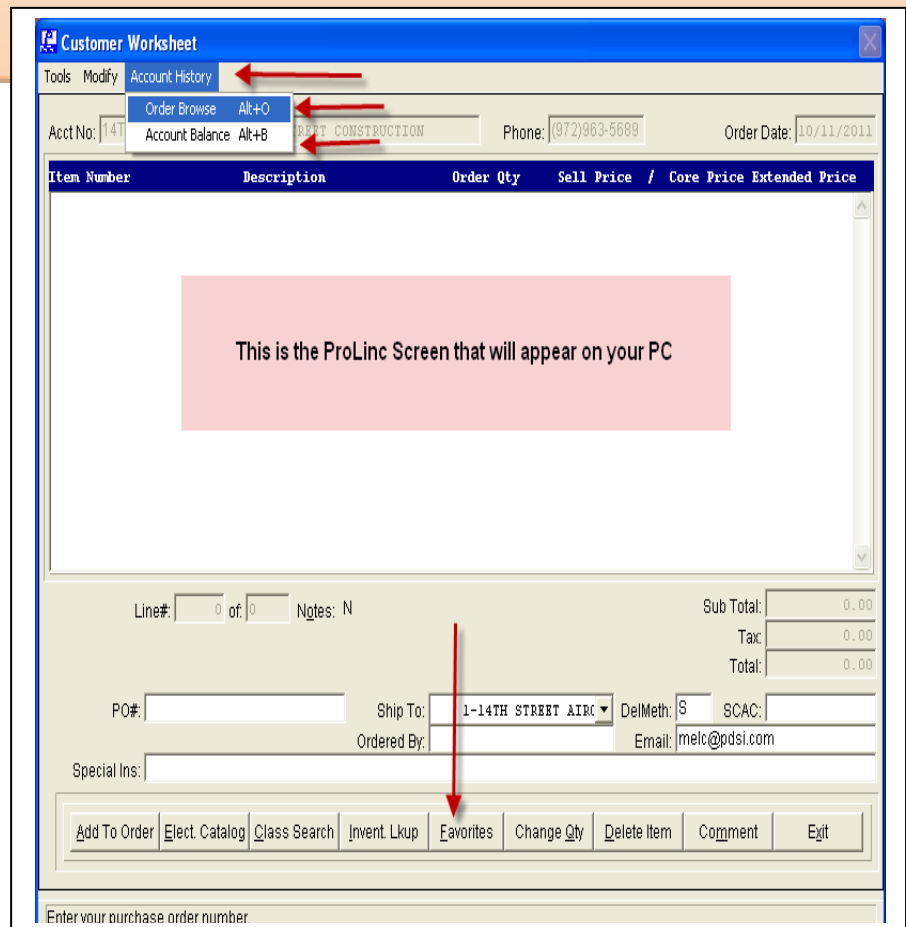 Customer Worksheet
Tools Modify Account History
Order Browse Alt+O
Account Balance Alt+B
Acct No: 14T STREET CONSTRUCTION Phone: (972)963-5689 Order Date: 10/11/2011
Item Number Description Order Qty Sell Price / Core Price Extended Price
This is the ProLinc Screen that will appear on your PC
Line#: 0 of: 0 Notes: N
Sub Total: 0.00
Tax: 0.00
Total: 0.00
PO#: Ship To: 1-14TH STREET AIRC DelMeth: S SCAC:
Ordered By: Email: melc@pdsi.com
Special Ins:
Add To Order Elect. Catalog Class Search Invent. Lkup Favorites Change Qty Delete Item Comment Exit
Enter your purchase order number.